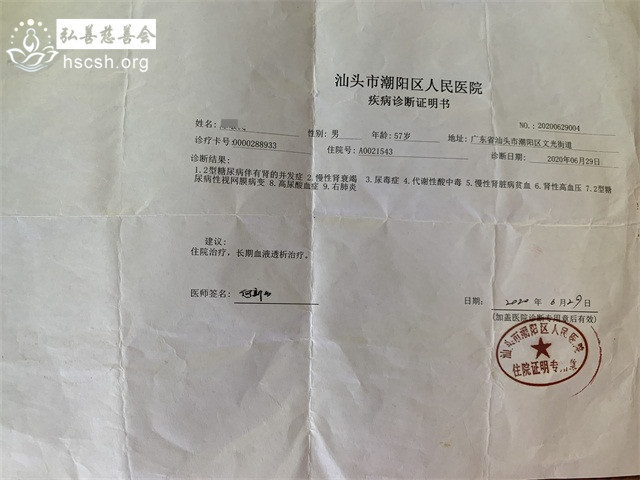 弘善慈善会
hscsh.org
汕头市潮阳区人民医院
疾病诊断证明书
NO.: 20200629004
姓名:
性别: 男 年龄: 57岁 地址: 广东省汕头市潮阳区文光街道
诊疗卡号:0000288933 住院号: A0021543 诊断日期: 2020年06月29日
诊断结果:
1.2型糖尿病伴有肾的并发症 2.慢性肾衰竭 3.尿毒症 4.代谢性酸中毒 5.慢性肾脏病贫血 6.肾性高血压 7.2型糖
尿病性视网膜病变 8.高尿酸血症 9.右肺炎
建议:
住院治疗，长期血液透析治疗。
医师签名:
日期: 2020 年 6 月 29 日
(加盖医院诊断专用章后有效)
汕头市潮阳区人民医院
住院证明专